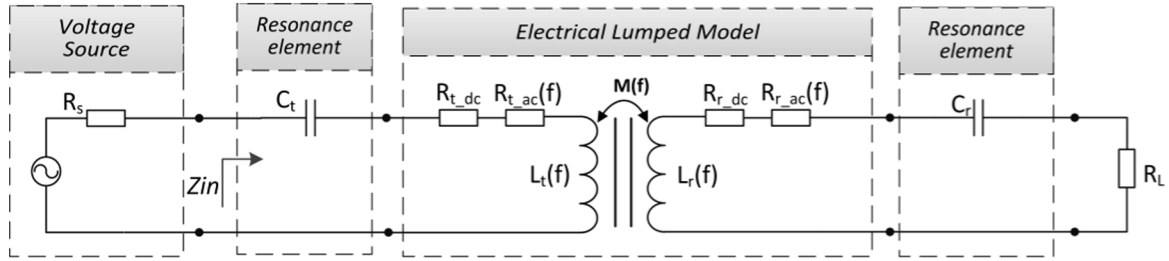 Voltage
Source
Resonance
element
Electrical Lumped Model
Resonance
element
Rs
Ct
Rt_dc
Rt_ac(f)
M(f)
Rr_dc
Rr_ac(f)
Cr
Zin
Lt(f)
Lr(f)
RL